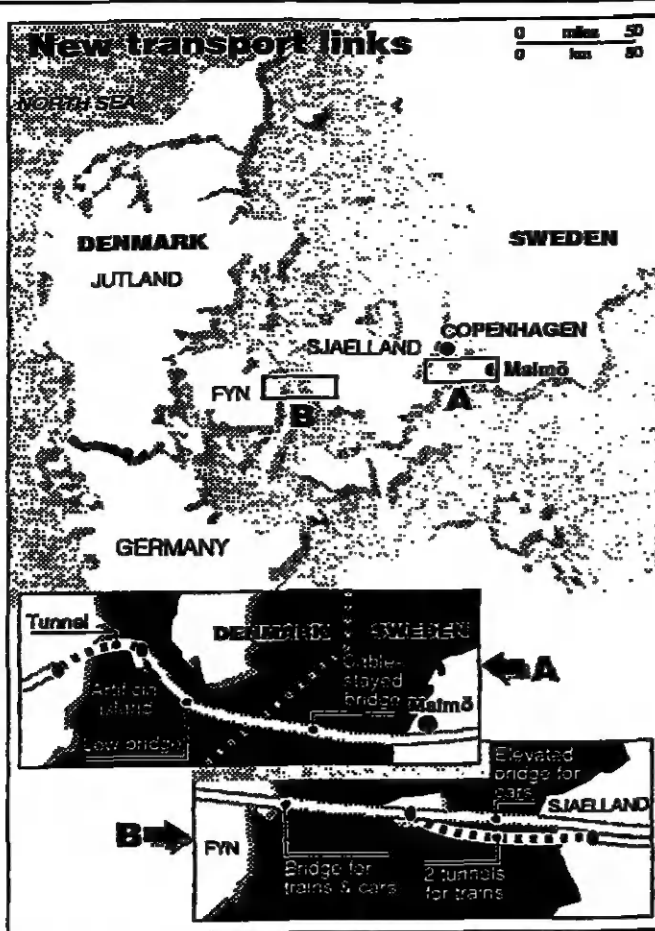 New transport links
0 miles 50
0 km 80
NORTH SEA
DENMARK
SWEDEN
JUTLAND
COPENHAGEN
SJAELLAND
Malmö
FYN
B
A
GERMANY
Tunnel
DENMARK
SWEDEN
Cable-
stayed
bridge
A
Artificial
island
Malmö
Low bridge
Elevated
bridge for
cars
SJAELLAND
B
FYN
Bridge for
trains & cars
2 tunnels
for trains